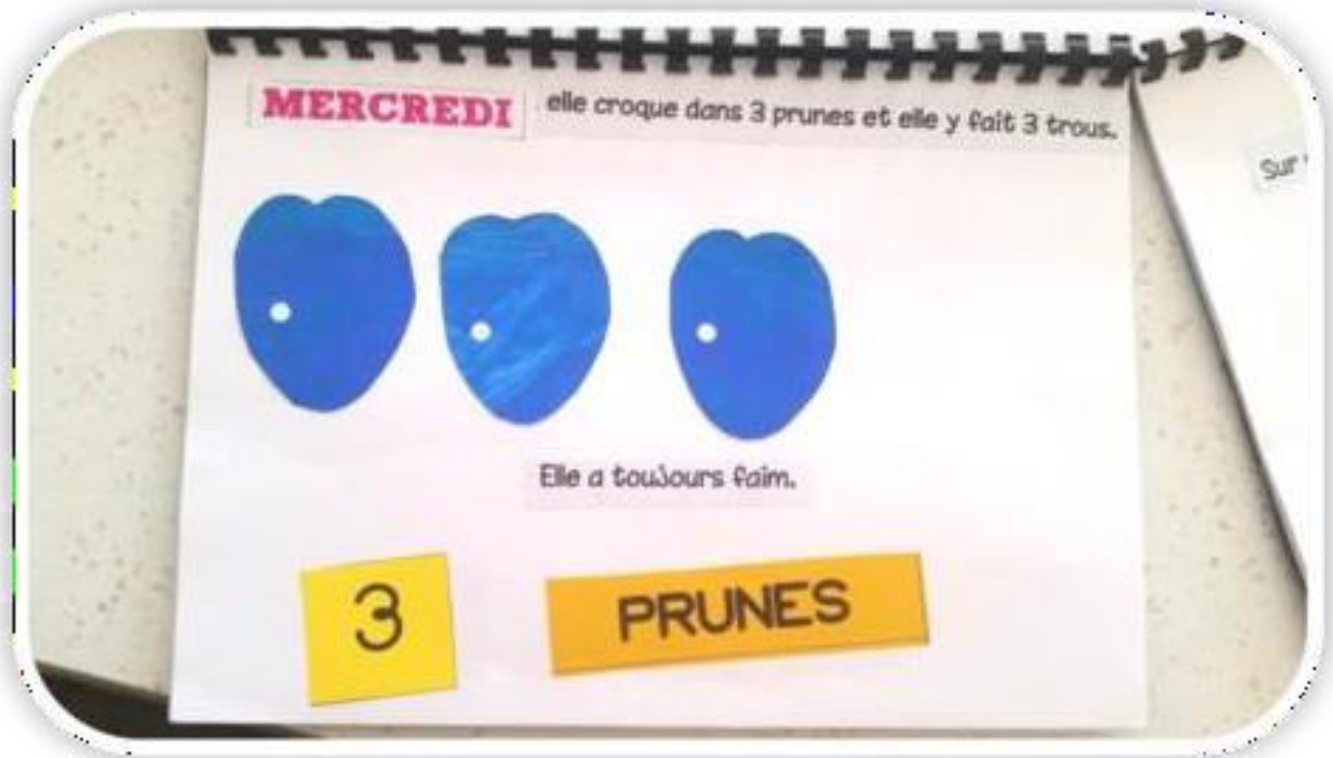 MERCREDI elle croque dans 3 prunes et elle y fait 3 trous.
Sur
Elle a toujours faim.
3 PRUNES